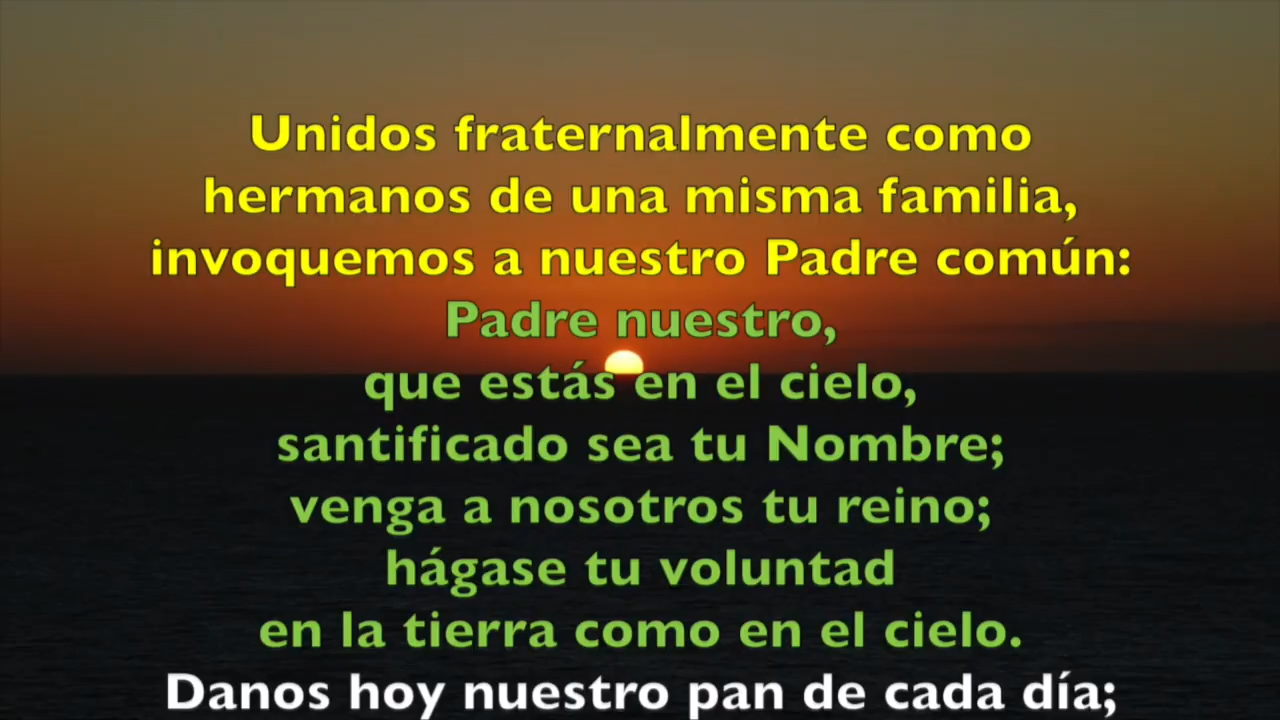 Unidos fraternalmente como
hermanos de una misma familia,
invoquemos a nuestro Padre común:
Padre nuestro,
que estás en el cielo,
santificado sea tu Nombre;
venga a nosotros tu reino;
hágase tu voluntad
en la tierra como en el cielo.
Danos hoy nuestro pan de cada día;